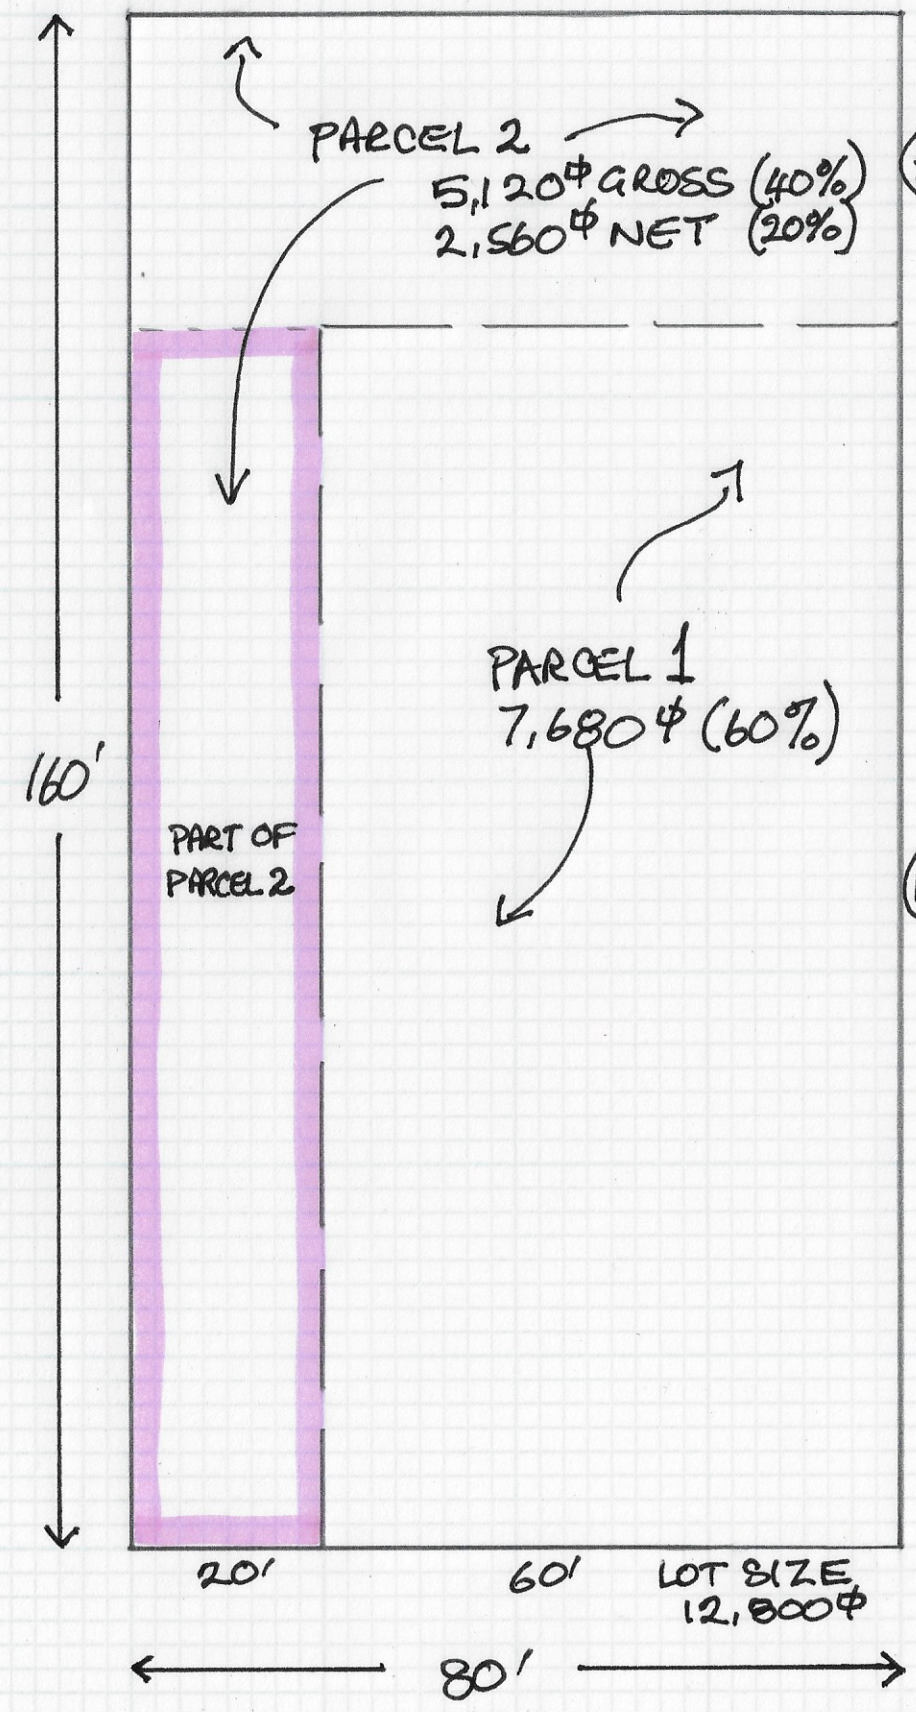 PARCEL 2
5,120⏀ GROSS (40%)
2,560⏀ NET (20%)
PARCEL 1
7,680⏀ (60%)
160'
PART OF
PARCEL 2
20'
60'
LOT SIZE
12,800⏀
80'